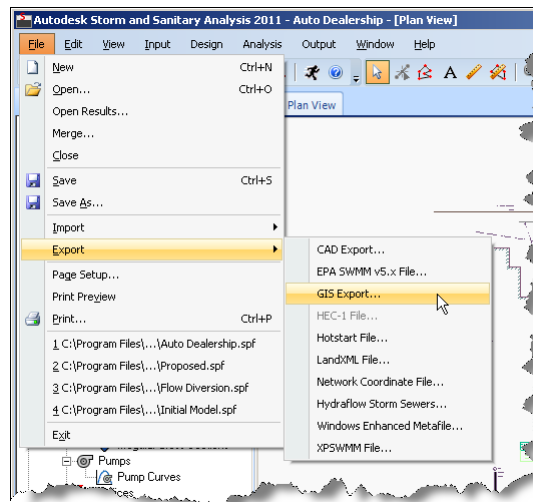 Autodesk Storm and Sanitary Analysis 2011 - Auto Dealership - [Plan View]
File Edit View Input Design Analysis Output Window Help
New Ctrl+N
Open... Ctrl+O
Open Results...
Merge...
Close
Save Ctrl+S
Save As...
Import
Export
Page Setup...
Print Preview
Print... Ctrl+P
1 C:\Program Files\...\Auto Dealership.spf
2 C:\Program Files\...\Proposed.spf
3 C:\Program Files\...\Flow Diversion.spf
4 C:\Program Files\...\Initial Model.spf
Exit
A
Plan View
CAD Export...
EPA SWMM v5.x File...
GIS Export...
HEC-1 File...
Hotstart File...
LandXML File...
Network Coordinate File...
Hydraflow Storm Sewers...
Windows Enhanced Metafile...
XPSWMM File...
Pumps
Pump Curves